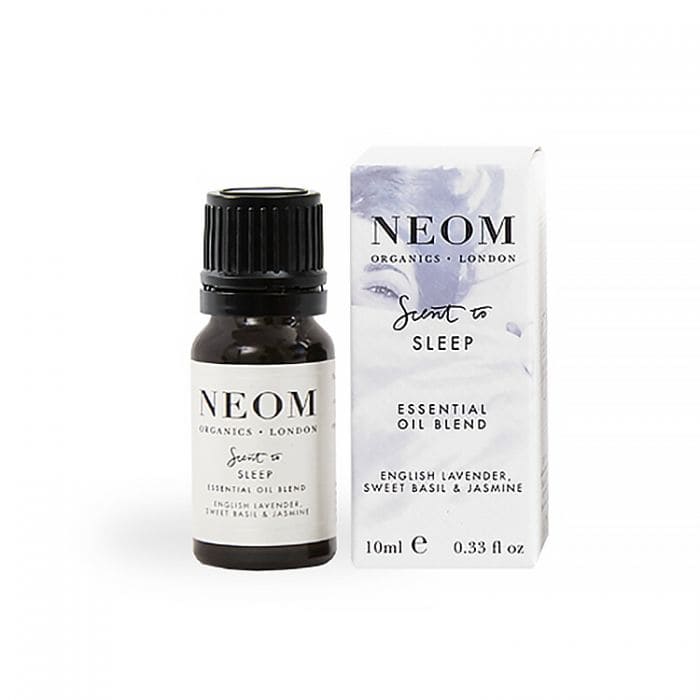 NEOM
ORGANICS • LONDON
Scent to
SLEEP
ESSENTIAL OIL BLEND
ENGLISH LAVENDER,
SWEET BASIL & JASMINE
NEOM
ORGANICS • LONDON
Scent to
SLEEP
ESSENTIAL
OIL BLEND
ENGLISH LAVENDER,
SWEET BASIL & JASMINE
10ml e 0.33 fl oz